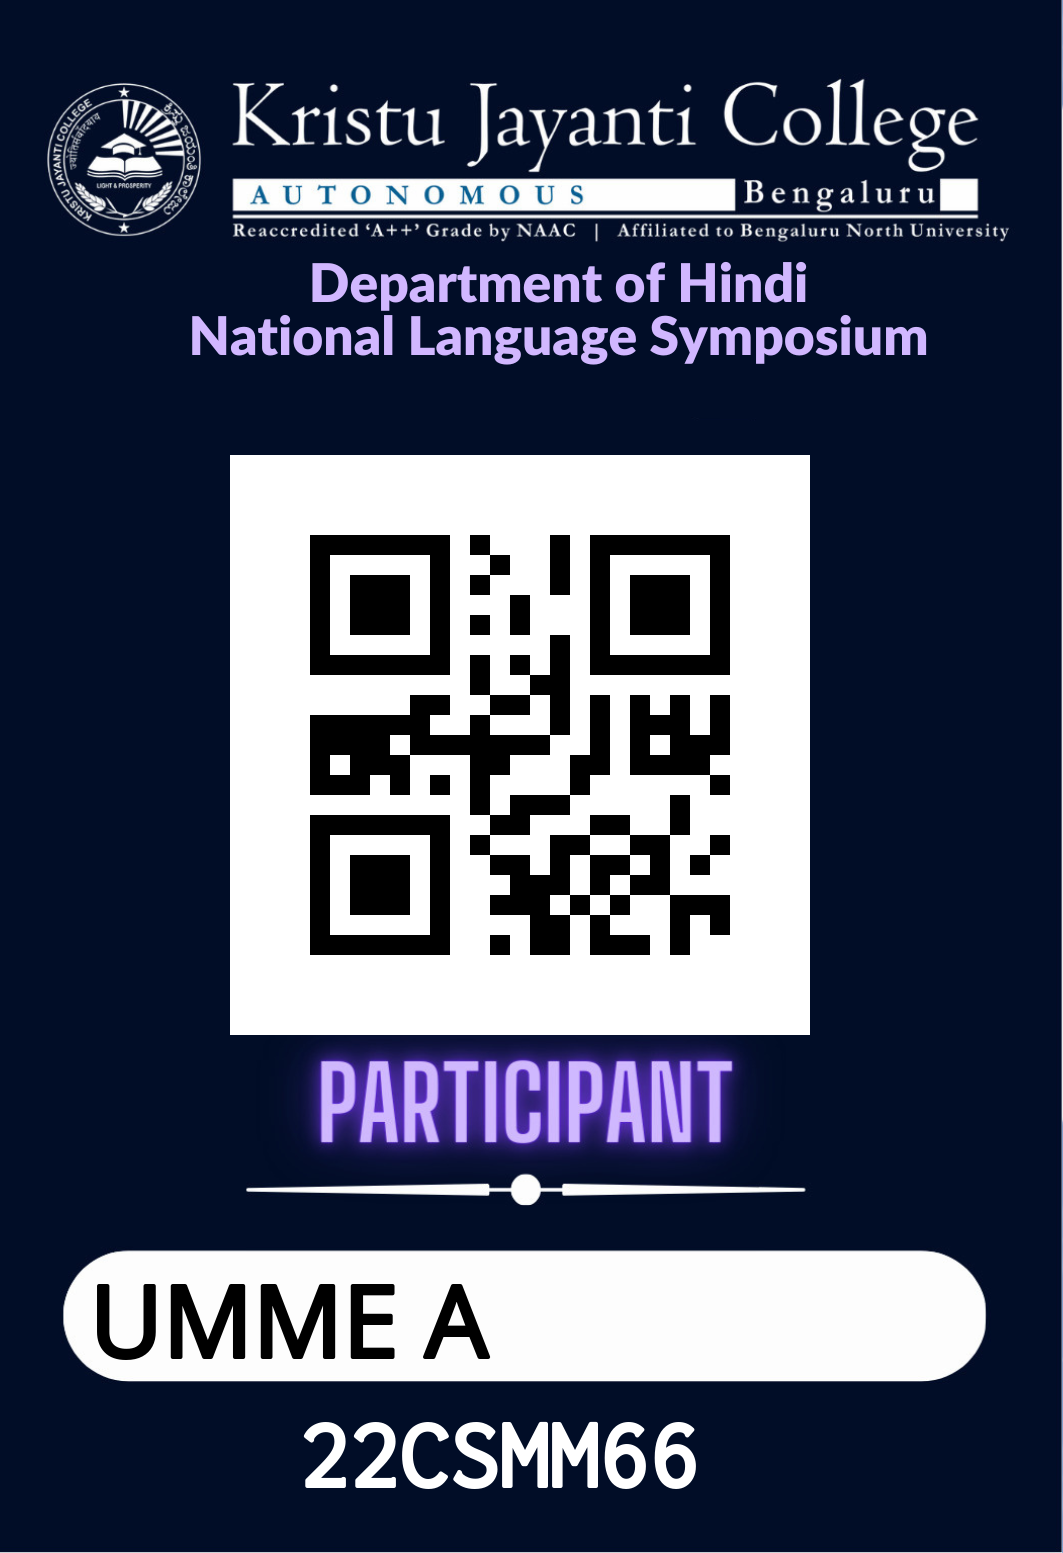 Kristu Jayanti College
AUTONOMOUS Bengaluru
Reaccredited ‘A++’ Grade by NAAC | Affiliated to Bengaluru North University
KRISTU JAYANTI COLLEGE
LIGHT & PROSPERITY
Department of Hindi
National Language Symposium
PARTICIPANT
UMME A
22CSMM66